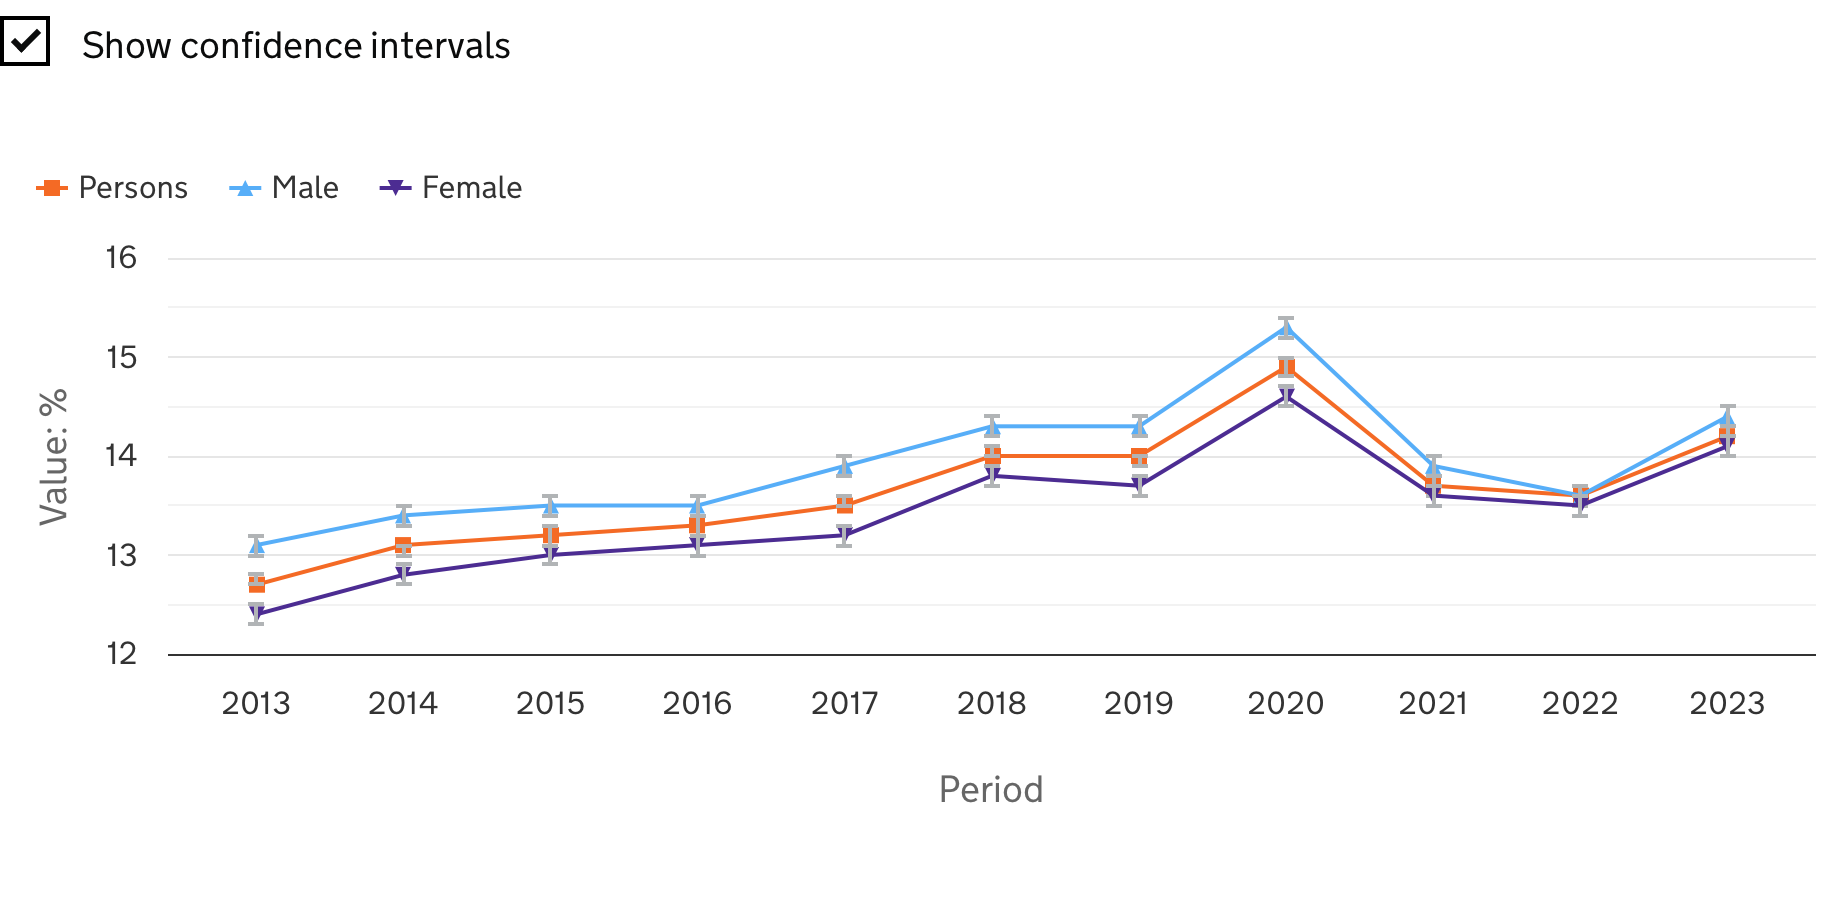 Show confidence intervals
Persons Male Female
16
15
14
13
12
Value: %
2013 2014 2015 2016 2017 2018 2019 2020 2021 2022 2023
Period